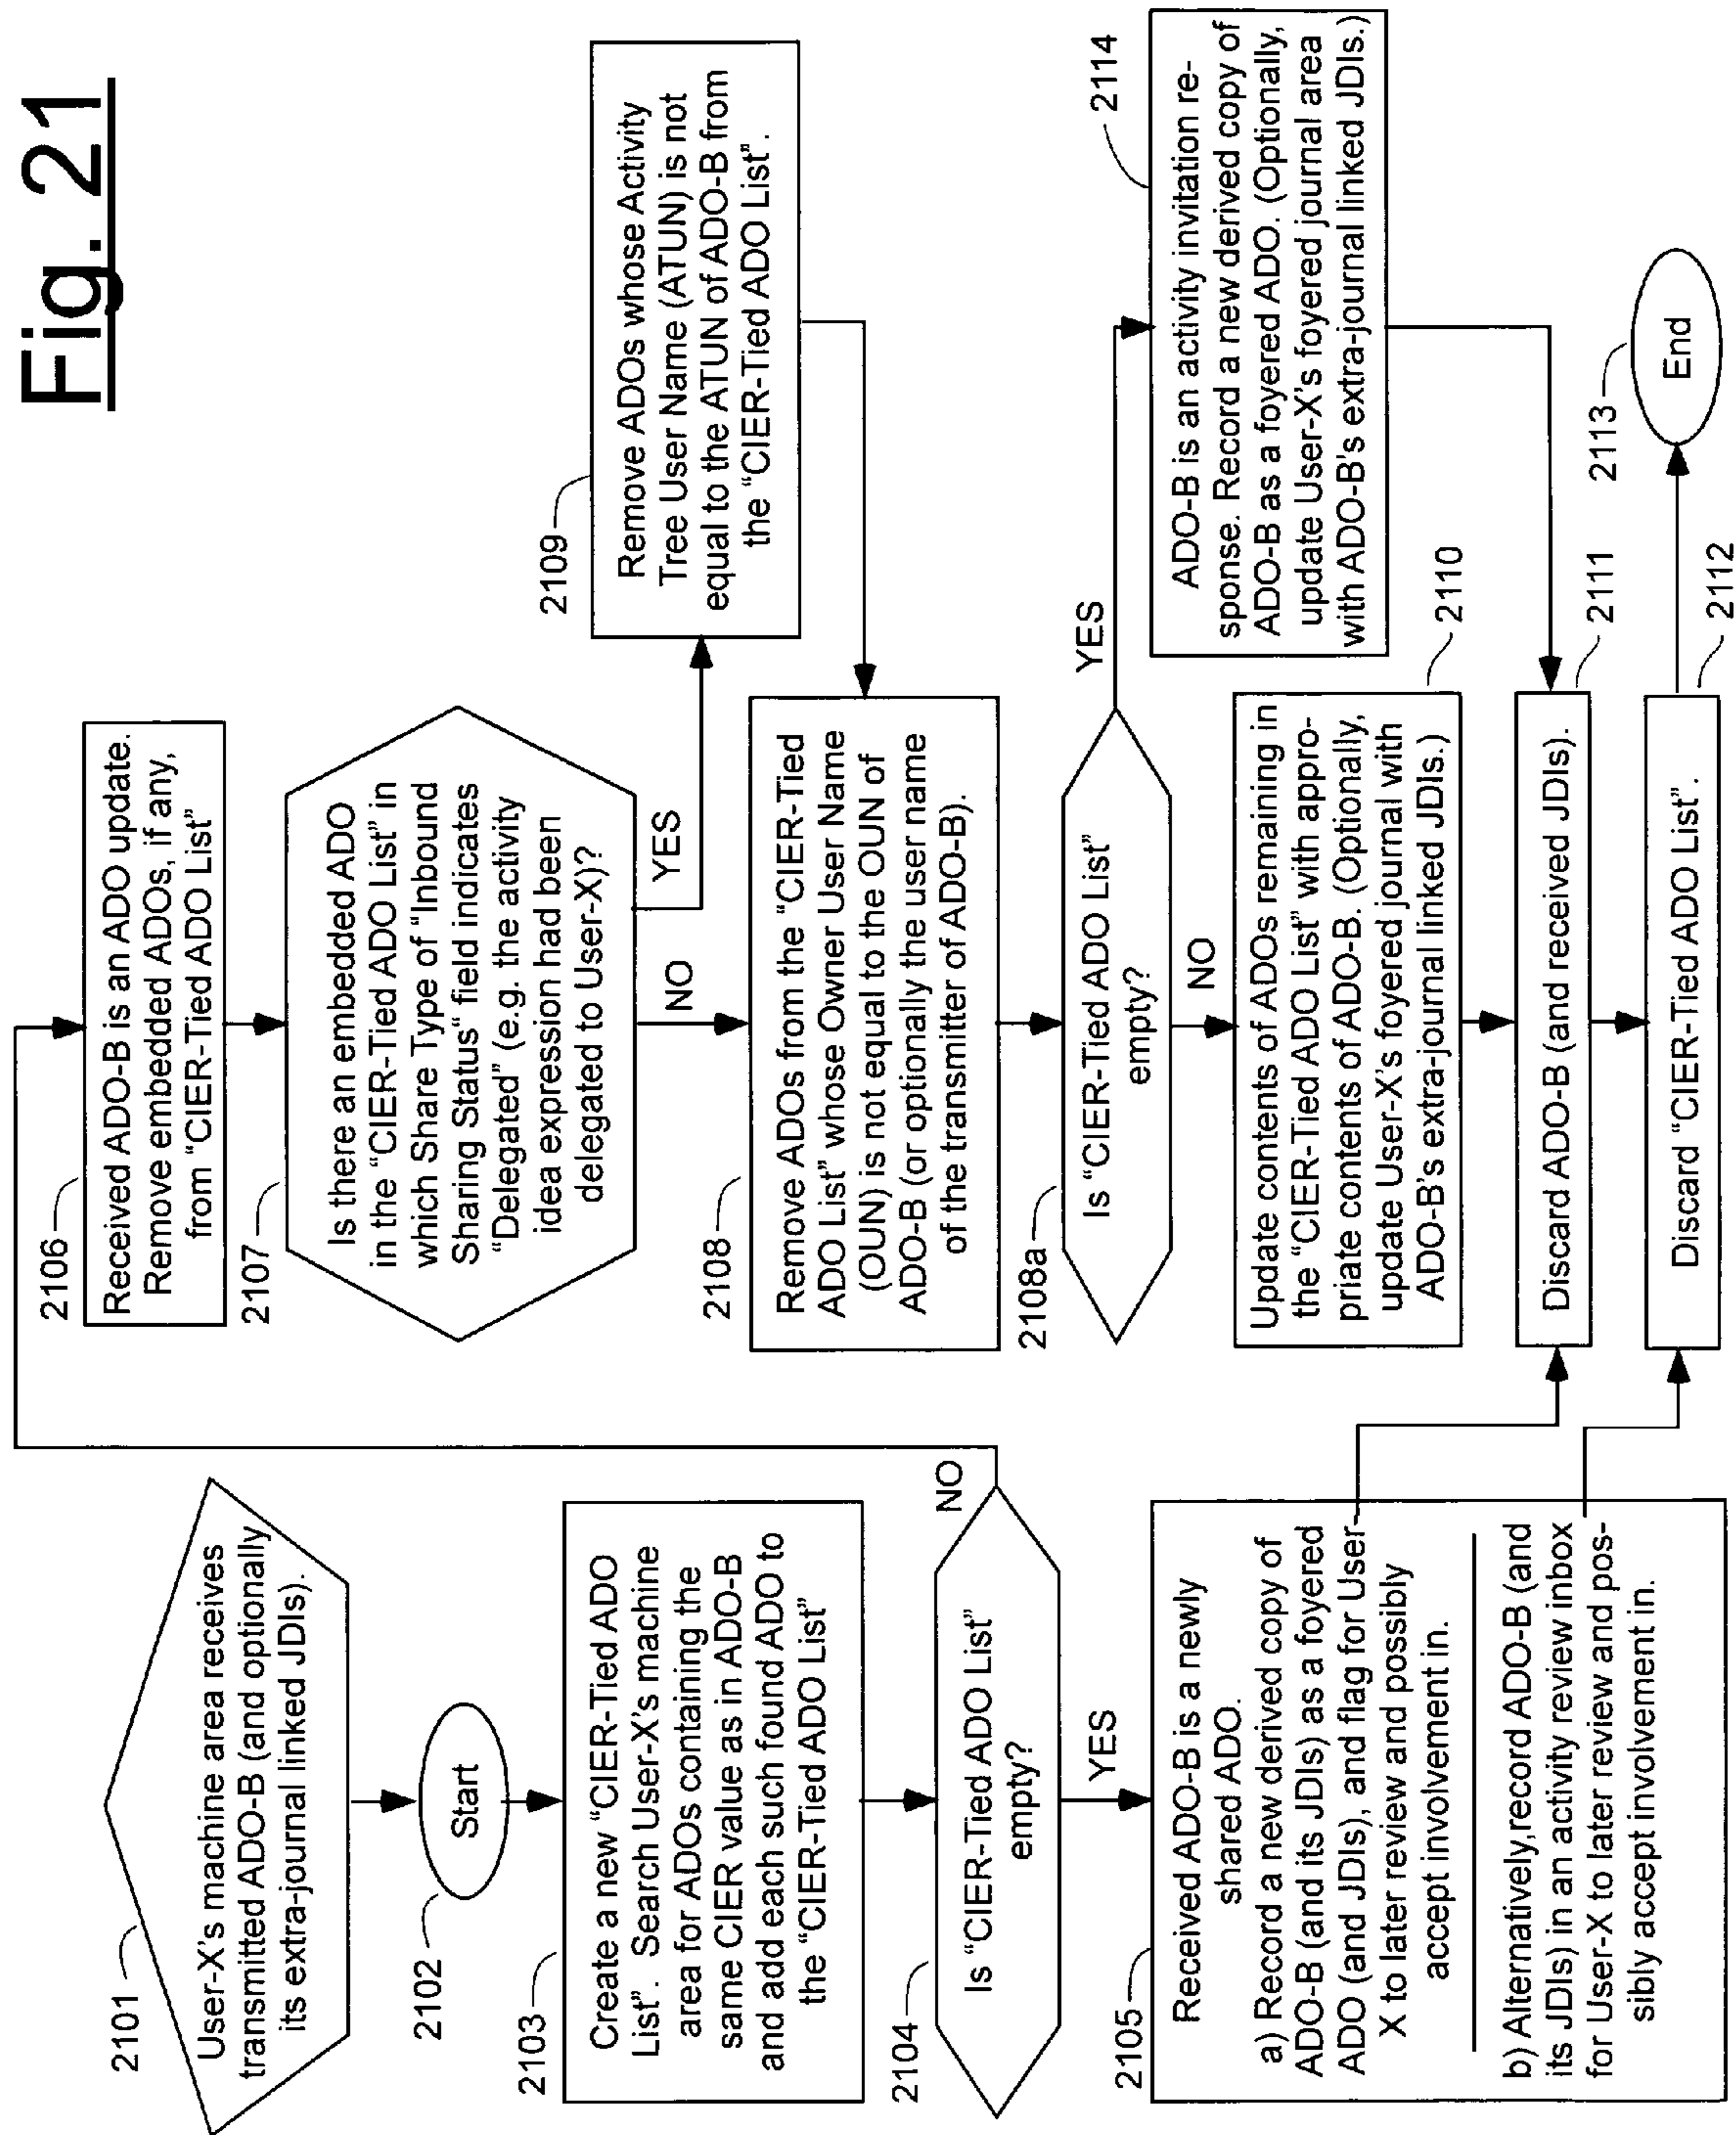 Fig. 21
2101
User-X's machine area receives
transmitted ADO-B (and optionally
its extra-journal linked JDIs).
2102
Start
2103
Create a new "CIER-Tied ADO
List". Search User-X's machine
area for ADOs containing the
same CIER value as in ADO-B
and add each such found ADO to
the "CIER-Tied ADO List"
2104
Is "CIER-Tied ADO List"
empty?
NO
YES
2105
Received ADO-B is a newly
shared ADO.
a) Record a new derived copy of
ADO-B (and its JDIs) as a foyered
ADO (and JDIs), and flag for User-
X to later review and possibly
accept involvement in.
b) Alternatively,record ADO-B (and
its JDIs) in an activity review inbox
for User-X to later review and pos-
sibly accept involvement in.
2106
Received ADO-B is an ADO update.
Remove embedded ADOs, if any,
from "CIER-Tied ADO List"
2107
Is there an embedded ADO
in the "CIER-Tied ADO List" in
which Share Type of "Inbound
Sharing Status" field indicates
"Delegated" (e.g. the activity
idea expression had been
delegated to User-X)?
YES
NO
2109
Remove ADOs whose Activity
Tree User Name (ATUN) is not
equal to the ATUN of ADO-B from
the "CIER-Tied ADO List".
2108
Remove ADOs from the "CIER-Tied
ADO List" whose Owner User Name
(OUN) is not equal to the OUN of
ADO-B (or optionally the user name
of the transmitter of ADO-B).
2108a
Is "CIER-Tied ADO List"
empty?
YES
NO
2114
ADO-B is an activity invitation re-
sponse. Record a new derived copy of
ADO-B as a foyered ADO. (Optionally,
update User-X's foyered journal area
with ADO-B's extra-journal linked JDIs.)
2110
Update contents of ADOs remaining in
the "CIER-Tied ADO List" with appro-
priate contents of ADO-B. (Optionally,
update User-X's foyered journal with
ADO-B's extra-journal linked JDIs.)
2111
Discard ADO-B (and received JDIs).
2112
Discard "CIER-Tied ADO List".
2113
End